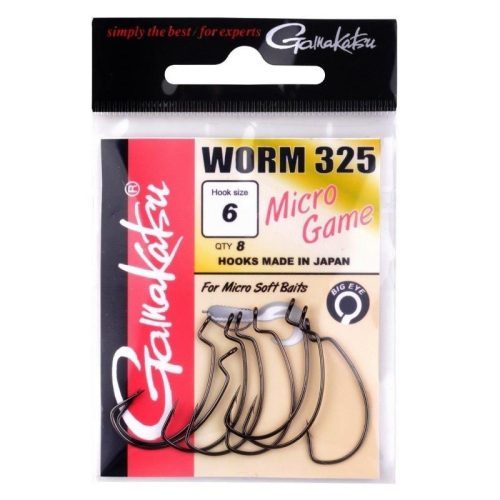 simply the best / for experts
Gamakatsu
Gamakatsu®
WORM 325
Hook size
6
Micro
Game
QTY 8
HOOKS MADE IN JAPAN
For Micro Soft Baits
BIG EYE